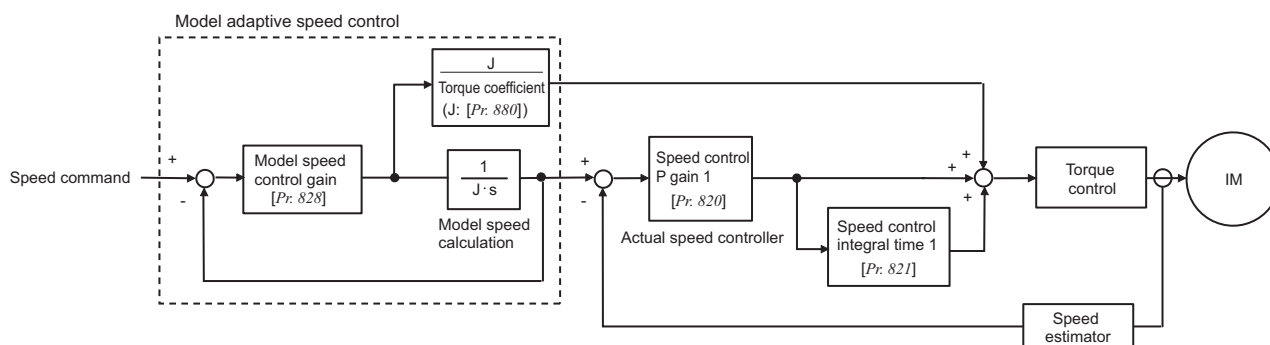 Model adaptive speed control
J
Torque coefficient
(J: [Pr. 880])
Speed command
+
-
Model speed
control gain
[Pr. 828]
1
J·s
Model speed
calculation
+
-
Speed control
P gain 1
[Pr. 820]
Actual speed controller
Speed control
integral time 1
[Pr. 821]
+
+
+
Torque
control
IM
Speed
estimator